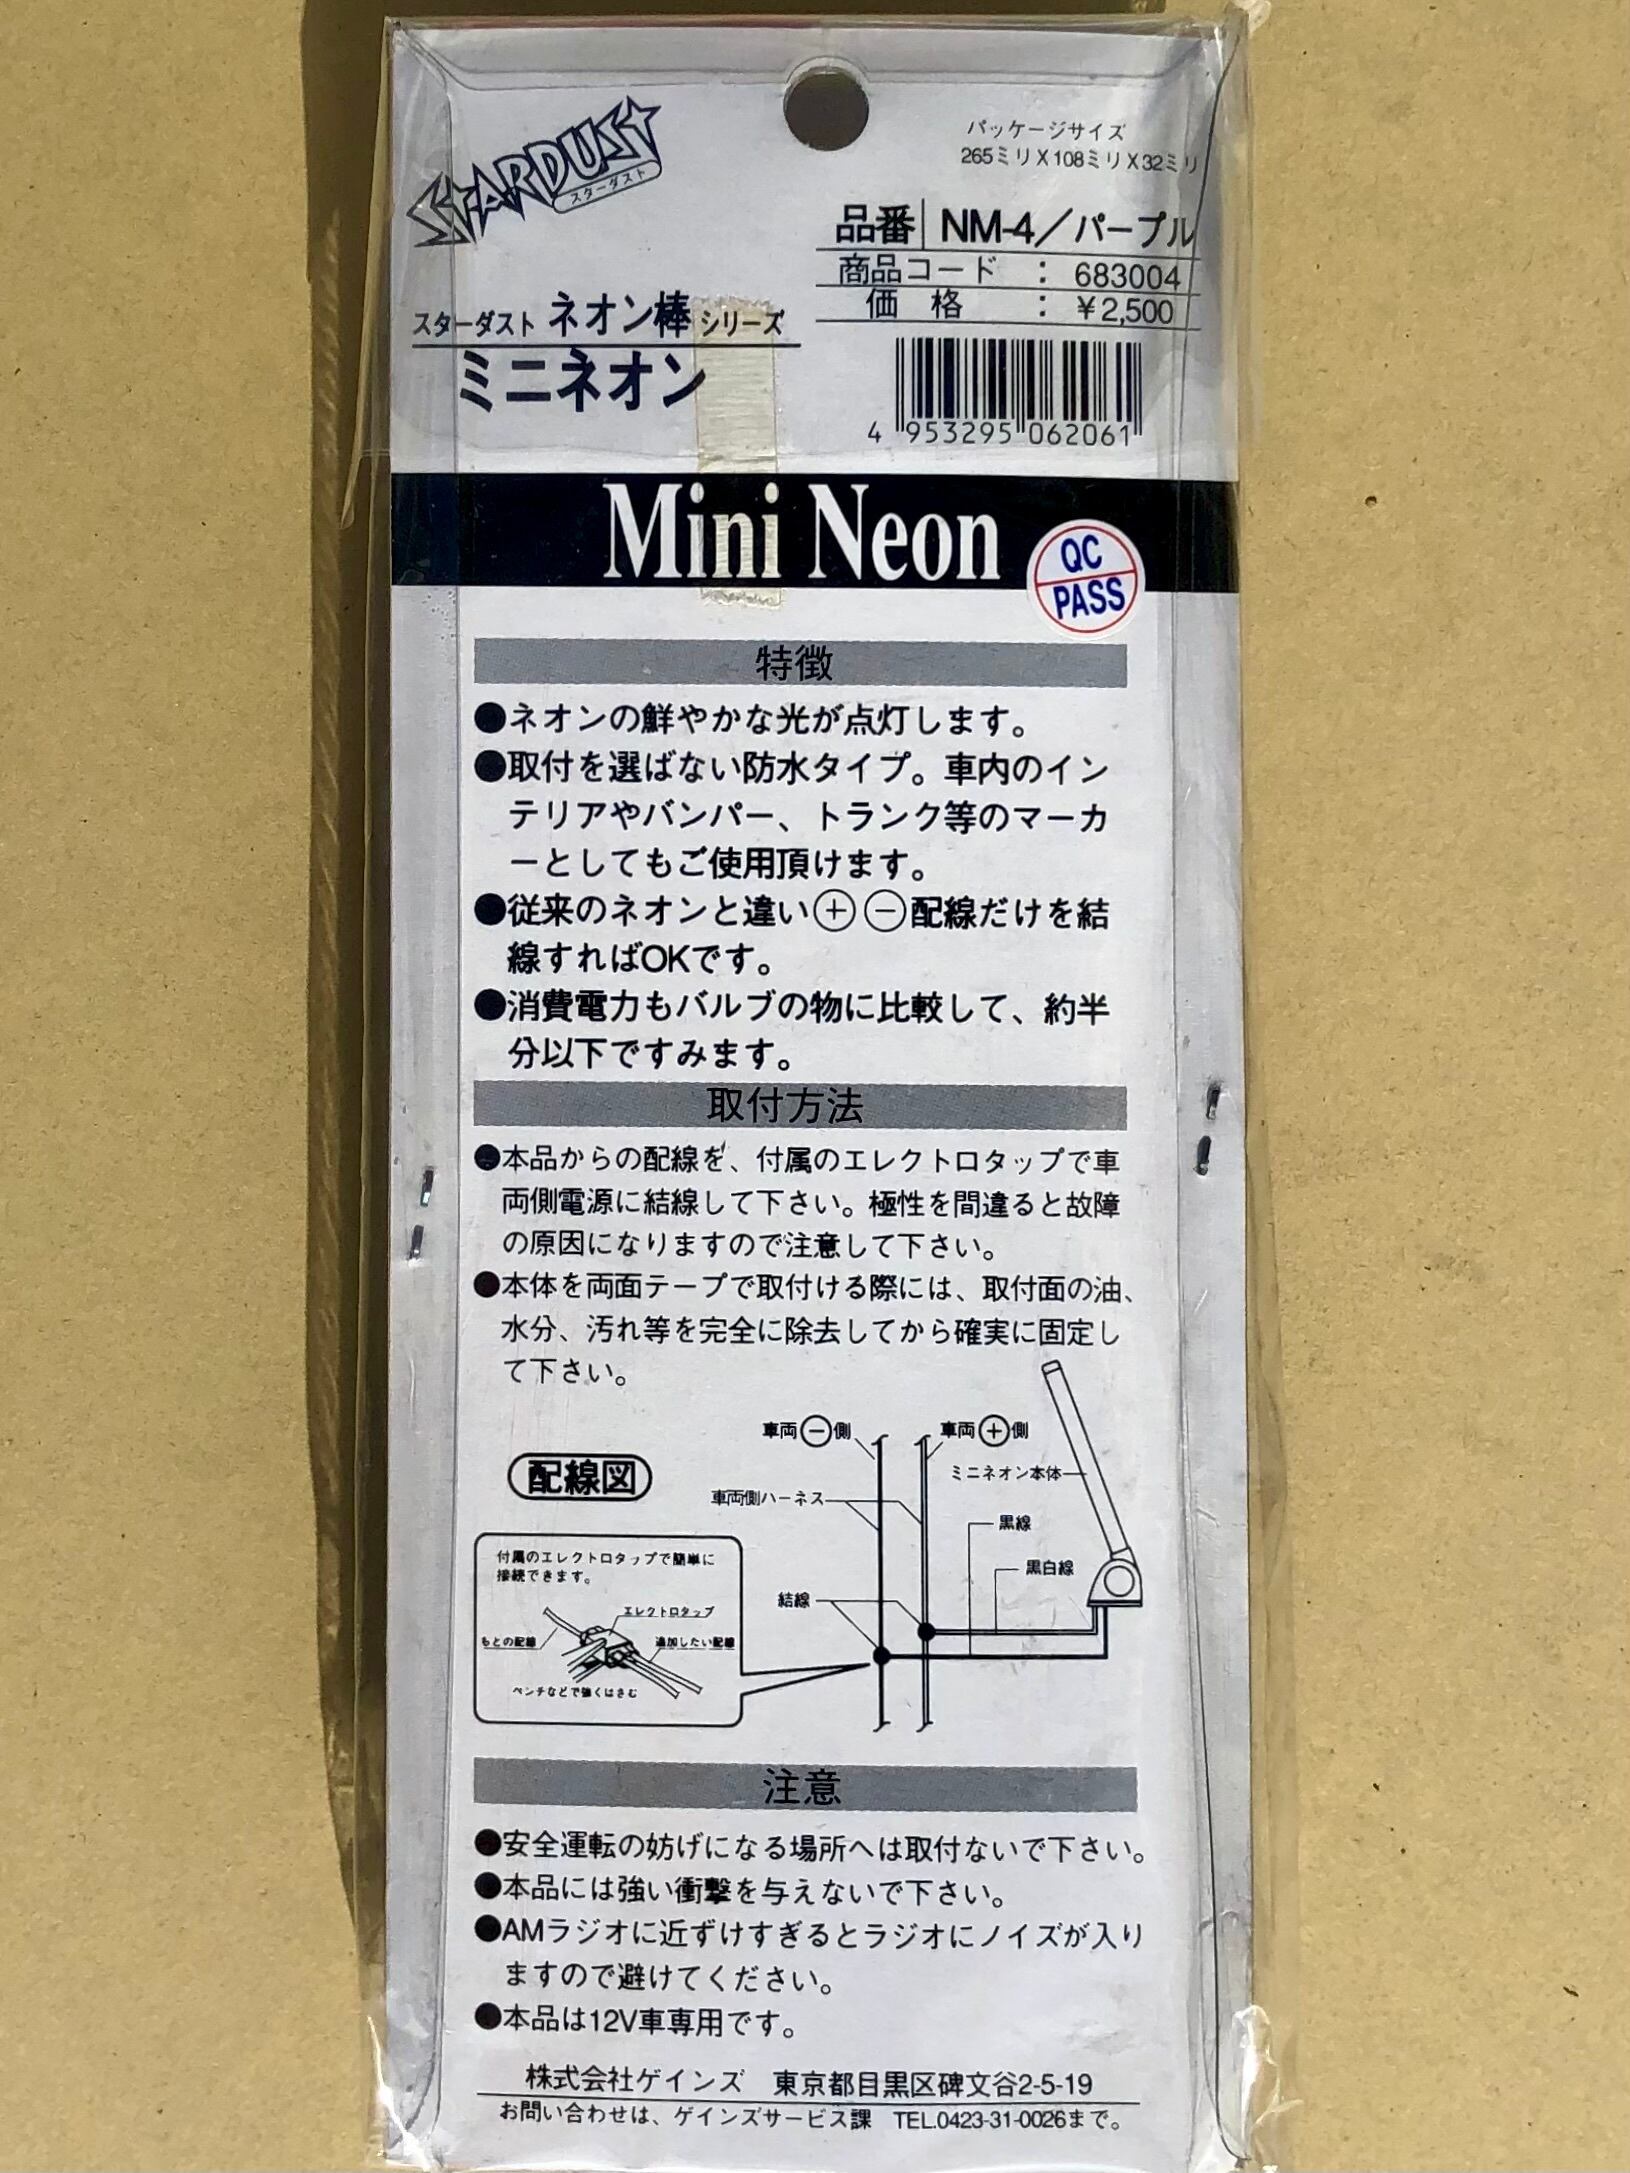 STARDUST
スターダスト
パッケージサイズ
265ミリX108ミリX32ミリ
品番 NM-4／パープル
商品コード ： 683004
価 格 ： ¥2,500
スターダスト ネオン棒 シリーズ
ミニネオン
4 953295 062061
Mini Neon
QC
PASS
特徴
●ネオンの鮮やかな光が点灯します。
●取付を選ばない防水タイプ。車内のイン
テリアやバンパー、トランク等のマーカ
ーとしてもご使用頂けます。
●従来のネオンと違い⊕⊖配線だけを結
線すればOKです。
●消費電力もバルブの物に比較して、約半
分以下ですみます。
取付方法
●本品からの配線を、付属のエレクトロタップで車
両側電源に結線して下さい。極性を間違ると故障
の原因になりますので注意して下さい。
●本体を両面テープで取付ける際には、取付面の油、
水分、汚れ等を完全に除去してから確実に固定し
て下さい。
車両⊖側
車両⊕側
ミニネオン本体
配線図
車両側ハーネス
黒線
黒白線
結線
付属のエレクトロタップで簡単に
接続できます。
エレクトロタップ
もとの配線
追加したい配線
ペンチなどで強くはさむ
注意
●安全運転の妨げになる場所へは取付ないで下さい。
●本品には強い衝撃を与えないで下さい。
●AMラジオに近ずけすぎるとラジオにノイズが入り
ますので避けてください。
●本品は12V車専用です。
株式会社ゲインズ 東京都目黒区碑文谷2-5-19
お問い合わせは、ゲインズサービス課 TEL.0423-31-0026まで。